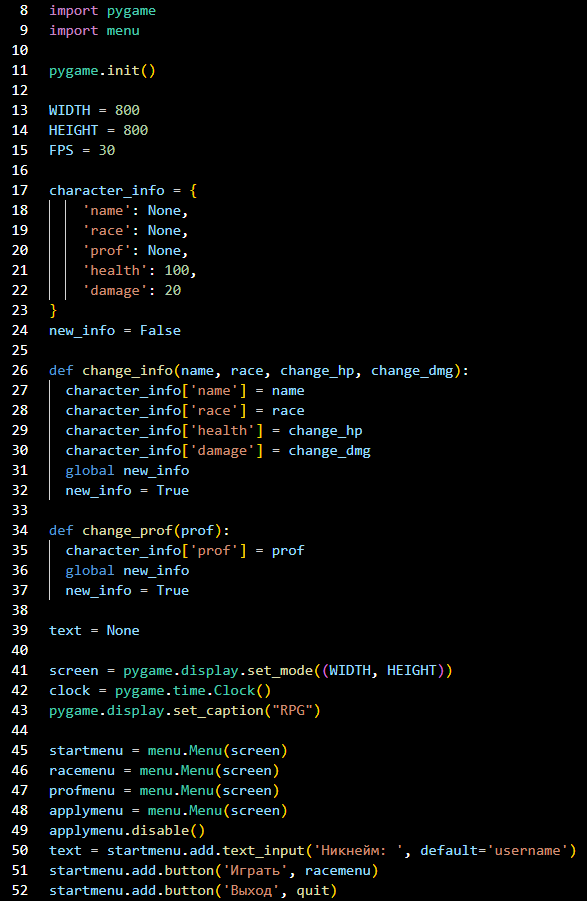 8 import pygame
9 import menu
10
11 pygame.init()
12
13 WIDTH = 800
14 HEIGHT = 800
15 FPS = 30
16
17 character_info = {
18     'name': None,
19     'race': None,
20     'prof': None,
21     'health': 100,
22     'damage': 20
23 }
24 new_info = False
25
26 def change_info(name, race, change_hp, change_dmg):
27   character_info['name'] = name
28   character_info['race'] = race
29   character_info['health'] = change_hp
30   character_info['damage'] = change_dmg
31   global new_info
32   new_info = True
33
34 def change_prof(prof):
35   character_info['prof'] = prof
36   global new_info
37   new_info = True
38
39 text = None
40
41 screen = pygame.display.set_mode((WIDTH, HEIGHT))
42 clock = pygame.time.Clock()
43 pygame.display.set_caption("RPG")
44
45 startmenu = menu.Menu(screen)
46 racemenu = menu.Menu(screen)
47 profmenu = menu.Menu(screen)
48 applymenu = menu.Menu(screen)
49 applymenu.disable()
50 text = startmenu.add.text_input('Никнейм: ', default='username')
51 startmenu.add.button('Играть', racemenu)
52 startmenu.add.button('Выход', quit)